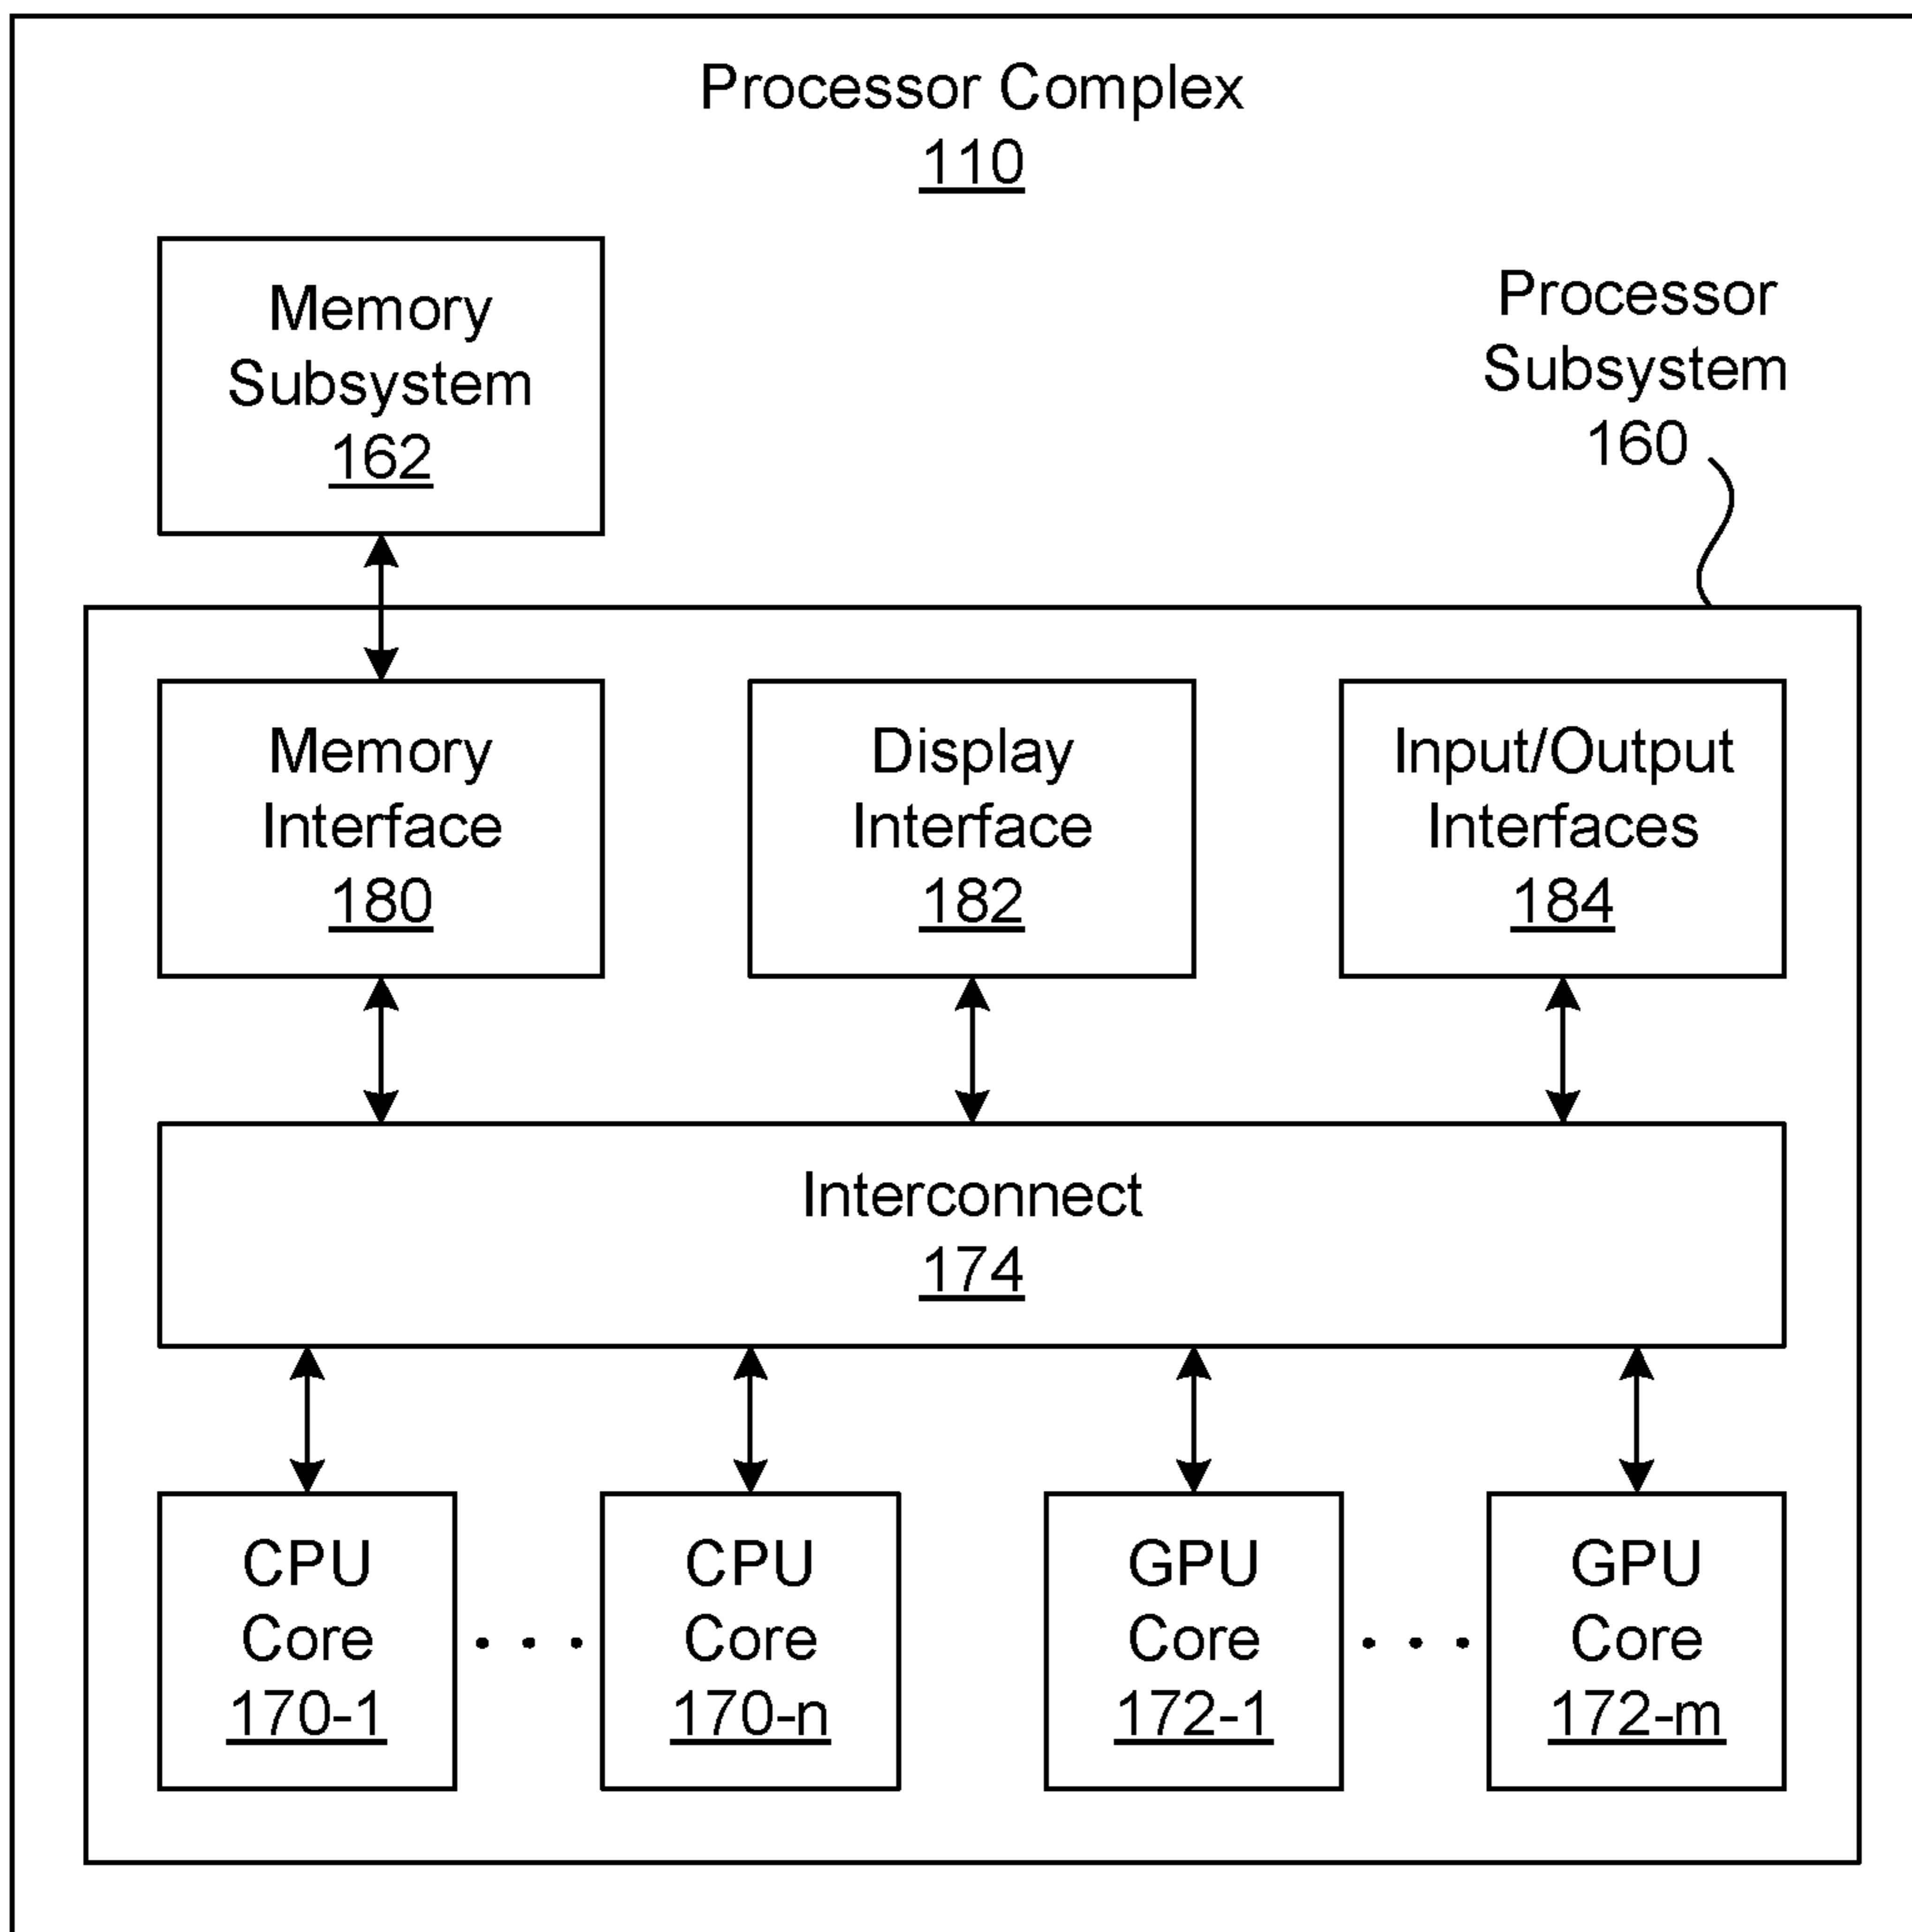 Processor Complex
110
Memory
Subsystem
162
Processor
Subsystem
160
Memory
Interface
180
Display
Interface
182
Input/Output
Interfaces
184
Interconnect
174
CPU
Core
170-1
. . .
CPU
Core
170-n
GPU
Core
172-1
. . .
GPU
Core
172-m